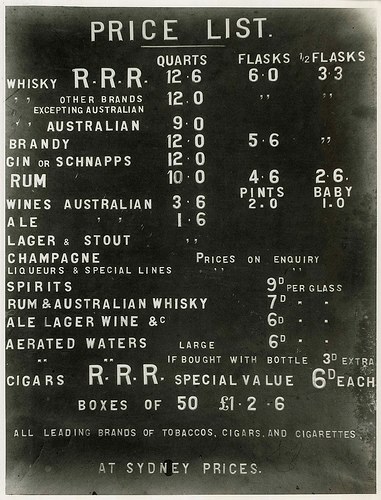 PRICE LIST.
QUARTS FLASKS ½ FLASKS
WHISKY R.R.R. 12.6 6.0 3.3
" " OTHER BRANDS EXCEPTING AUSTRALIAN 12.0 " "
" " AUSTRALIAN 9.0
BRANDY 12.0 5.6 "
GIN OR SCHNAPPS 12.0
RUM 10.0 4.6 2.6.
PINTS BABY
WINES AUSTRALIAN 3.6 2.0 1.0
ALE " " 1.6
LAGER & STOUT "
CHAMPAGNE PRICES ON ENQUIRY
LIQUEURS & SPECIAL LINES " "
SPIRITS 9D PER GLASS
RUM & AUSTRALIAN WHISKY 7D " "
ALE LAGER WINE &c 6D " "
AERATED WATERS LARGE 6D " "
" " IF BOUGHT WITH BOTTLE 3D EXTRA
CIGARS R.R.R. SPECIAL VALUE 6D EACH
BOXES OF 50 £1.2.6
ALL LEADING BRANDS OF TOBACCOS, CIGARS, AND CIGARETTES,
AT SYDNEY PRICES.